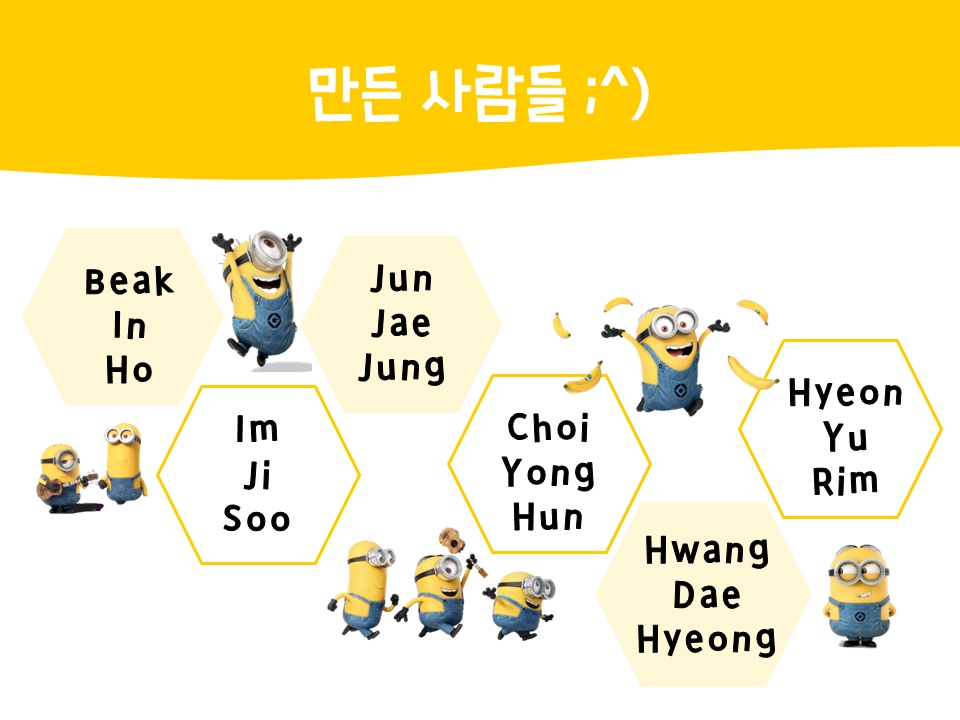 만든 사람들 ;^)
Beak
In
Ho
Jun
Jae
Jung
Im
Ji
Soo
Choi
Yong
Hun
Hyeon
Yu
Rim
Hwang
Dae
Hyeong